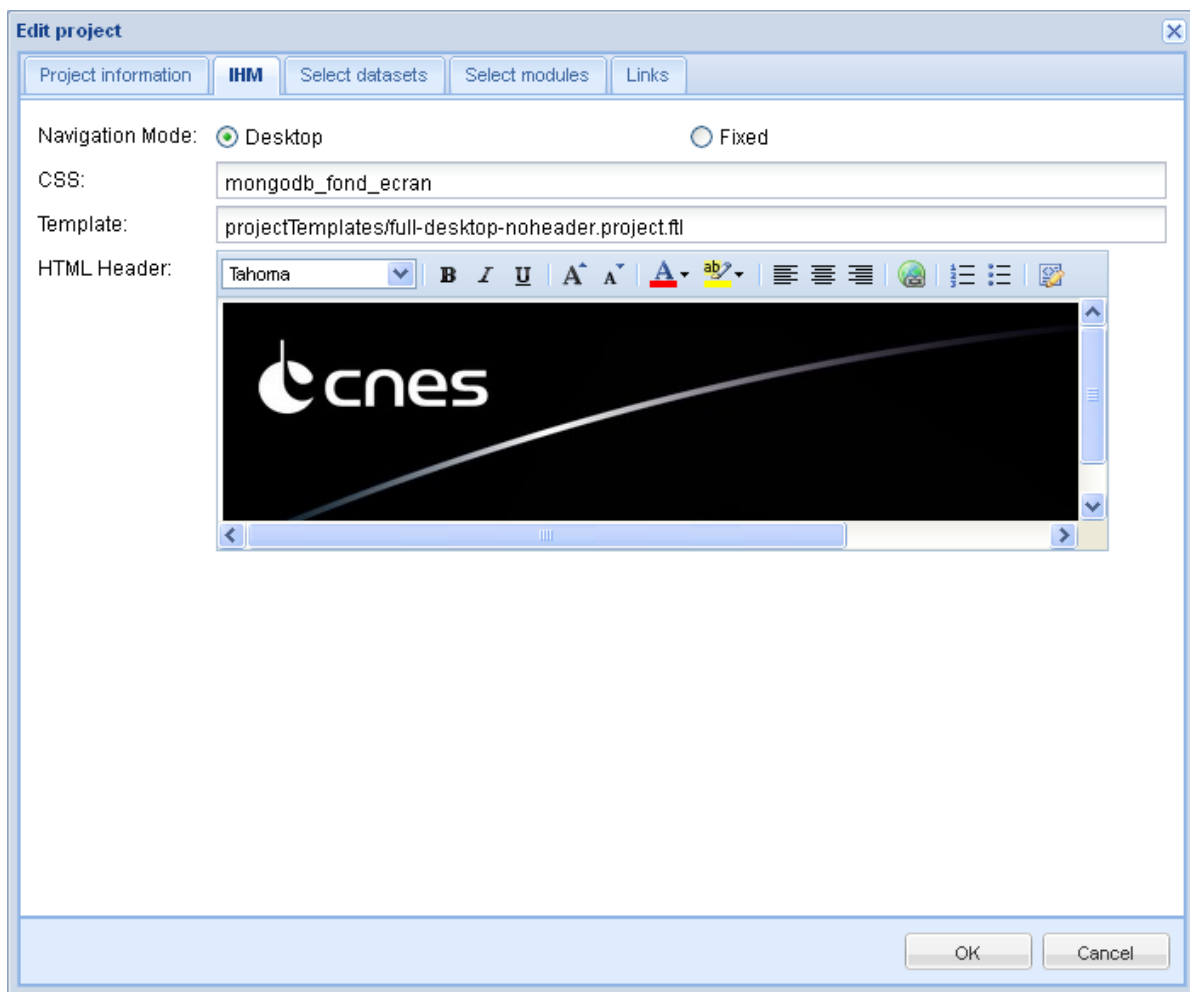 Edit project
Project information IHM Select datasets Select modules Links
Navigation Mode: Desktop Fixed
CSS: mongodb_fond_ecran
Template: projectTemplates/full-desktop-noheader.project.ftl
HTML Header: Tahoma B I U A A A ab
cnes
OK Cancel